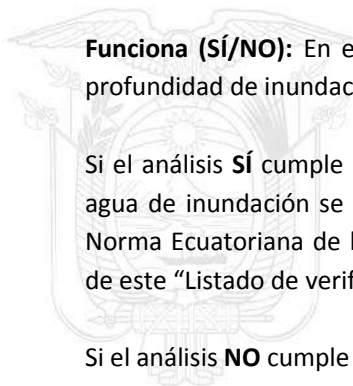 Funciona (SÍ/NO): En e
profundidad de inundac
Si el análisis SÍ cumple
agua de inundación se
Norma Ecuatoriana de l
de este “Listado de verif
Si el análisis NO cumple